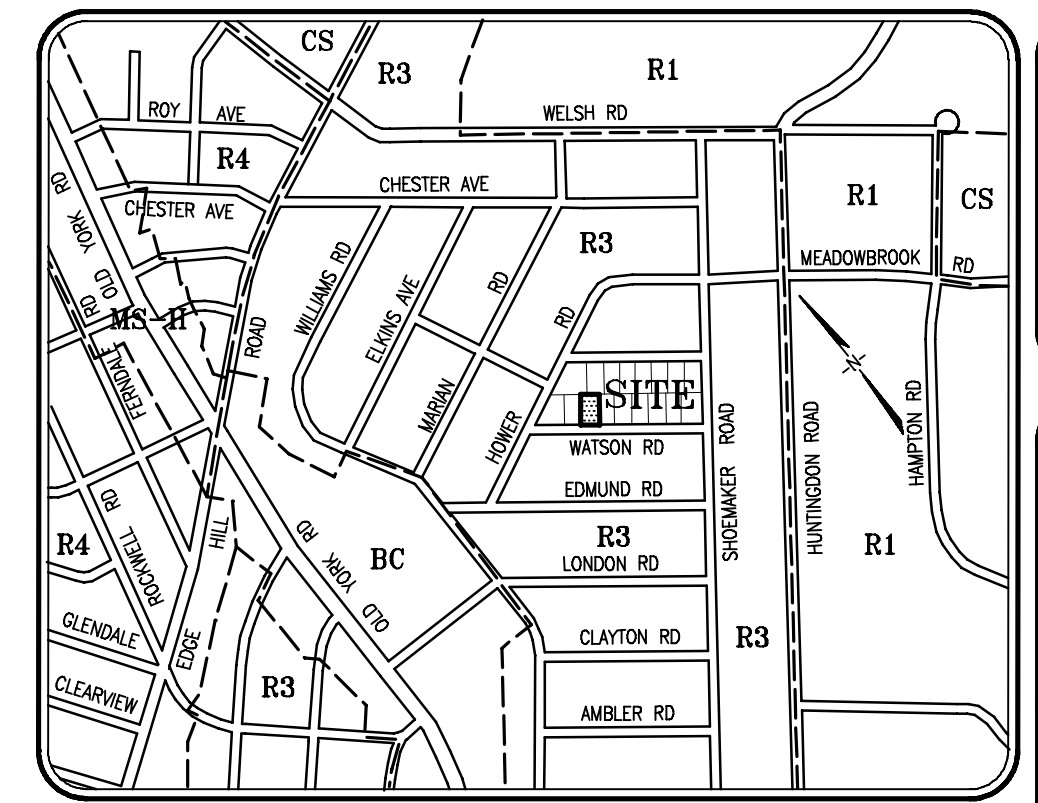 CS
R3
R1
WELSH RD
ROY AVE
R4
CHESTER AVE
CHESTER AVE
R1
CS
OLD YORK RD
R3
MEADOWBROOK RD
WILLIAMS RD
ELKINS AVE
RD
RD
RD
MS-H
ROAD
FERNDALE
-N-
SITE
MARIAN
HOWER
WATSON RD
SHOEMAKER ROAD
HUNTINGDON ROAD
HAMPTON RD
EDMUND RD
ROCKWELL RD
HILL
R4
BC
R3
R1
LONDON RD
OLD YORK RD
GLENDALE
EDGE
CLAYTON RD
R3
CLEARVIEW
R3
AMBLER RD